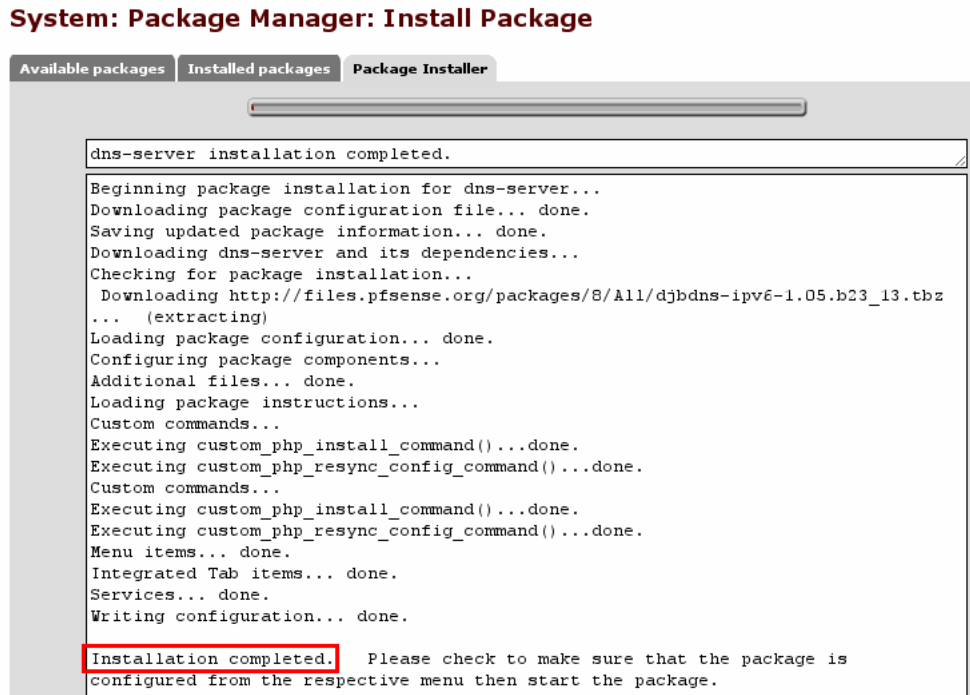 System: Package Manager: Install Package
Available packages Installed packages Package Installer
dns-server installation completed.
Beginning package installation for dns-server...
Downloading package configuration file... done.
Saving updated package information... done.
Downloading dns-server and its dependencies...
Checking for package installation...
Downloading http://files.pfsense.org/packages/8/All/djbdns-ipv6-1.05.b23_13.tbz
... (extracting)
Loading package configuration... done.
Configuring package components...
Additional files... done.
Loading package instructions...
Custom commands...
Executing custom_php_install_command()...done.
Executing custom_php_resync_config_command()...done.
Custom commands...
Executing custom_php_install_command()...done.
Executing custom_php_resync_config_command()...done.
Menu items... done.
Integrated Tab items... done.
Services... done.
Writing configuration... done.
Installation completed. Please check to make sure that the package is
configured from the respective menu then start the package.